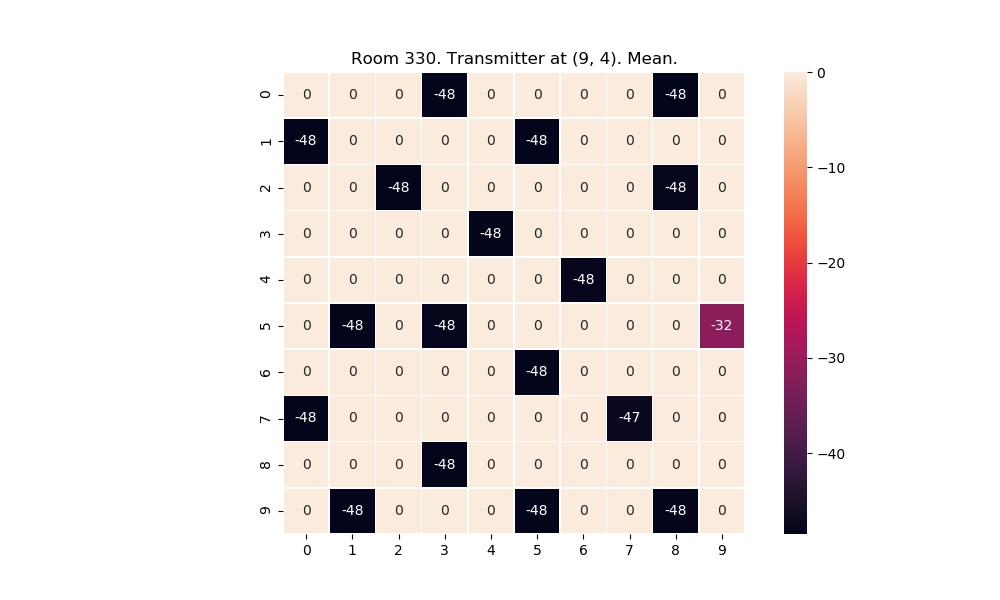 Room 330. Transmitter at (9, 4). Mean.
0 0 0 0 -48 0 0 0 0 -48 0
1 -48 0 0 0 0 -48 0 0 0 0
2 0 0 -48 0 0 0 0 0 -48 0
3 0 0 0 0 -48 0 0 0 0 0
4 0 0 0 0 0 0 -48 0 0 0
5 0 -48 0 -48 0 0 0 0 0 -32
6 0 0 0 0 0 -48 0 0 0 0
7 -48 0 0 0 0 0 0 -47 0 0
8 0 0 0 -48 0 0 0 0 0 0
9 0 -48 0 0 0 -48 0 0 -48 0
0 1 2 3 4 5 6 7 8 9
0
−10
−20
−30
−40